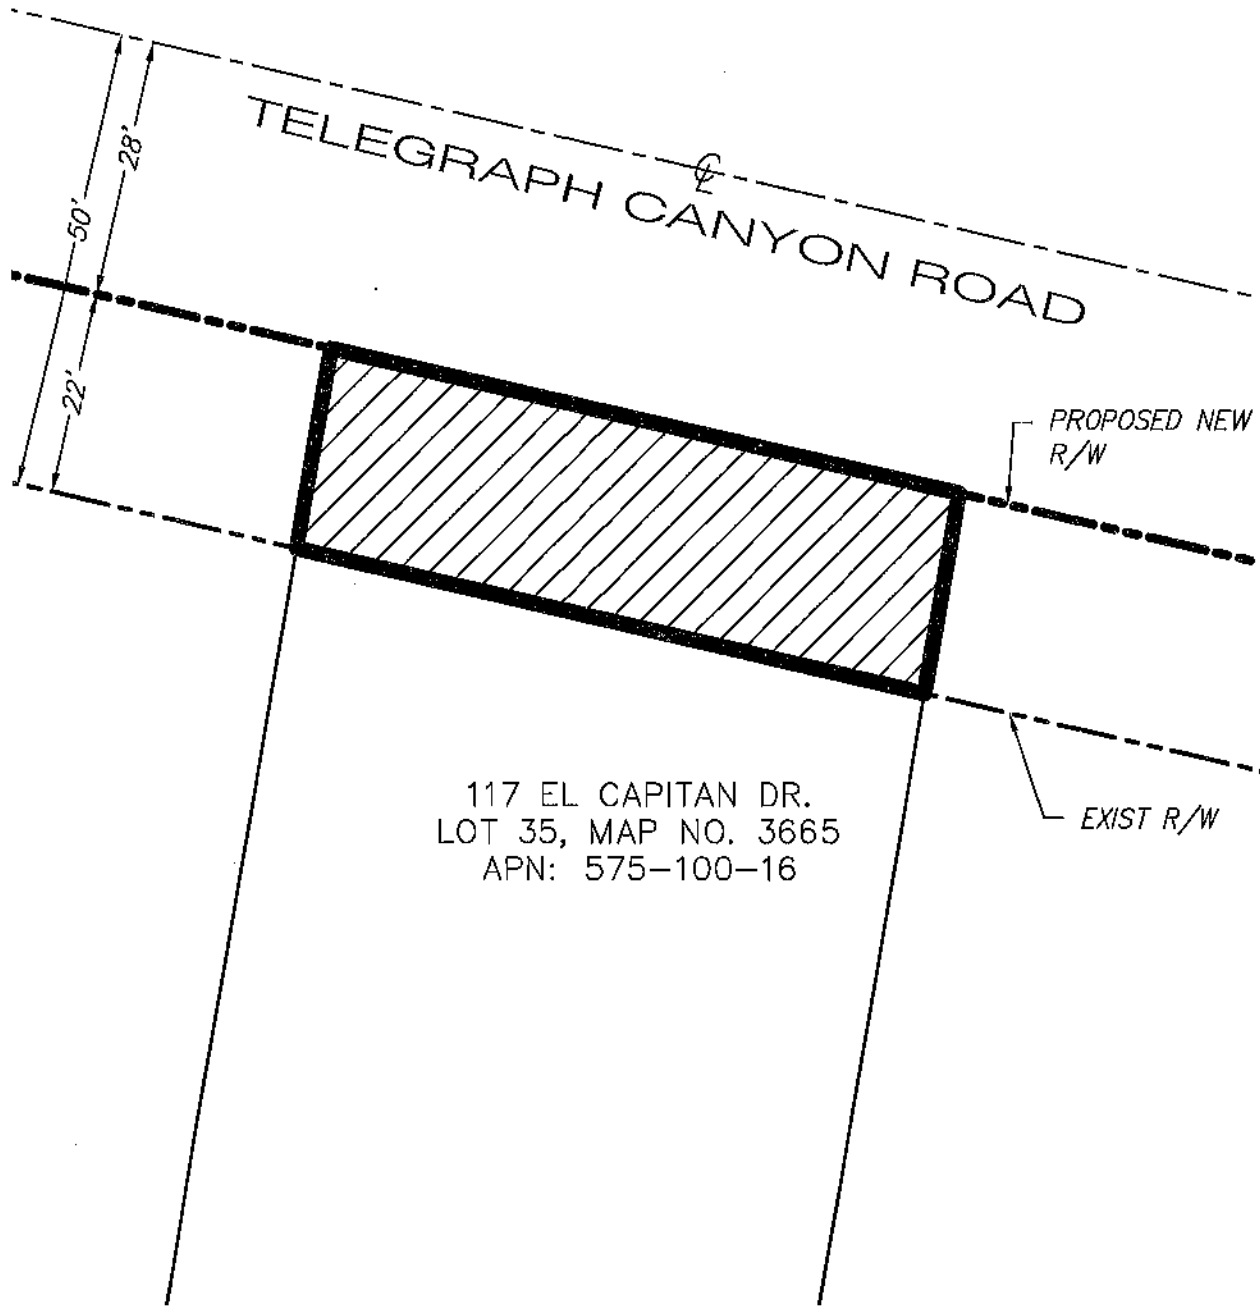 50'
28'
22'
℄
TELEGRAPH CANYON ROAD
PROPOSED NEW
R/W
EXIST R/W
117 EL CAPITAN DR.
LOT 35, MAP NO. 3665
APN: 575-100-16